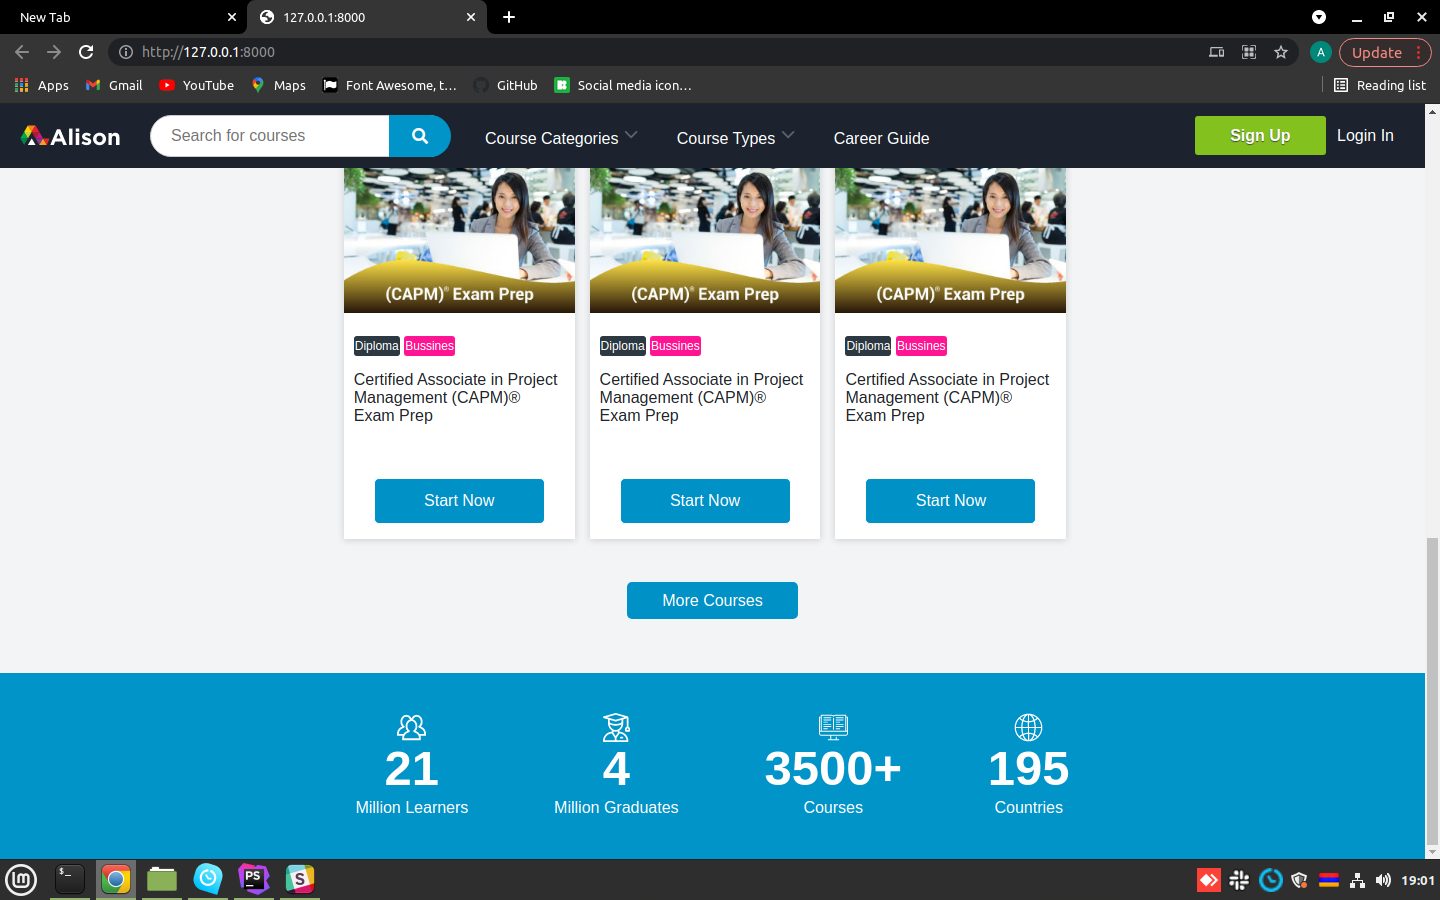 New Tab
127.0.0.1:8000
http://127.0.0.1:8000
A
Update
Apps
Gmail
YouTube
Maps
Font Awesome, t...
GitHub
Social media icon...
Reading list
Alison
Search for courses
Course Categories
Course Types
Career Guide
Sign Up
Login In
(CAPM)® Exam Prep
(CAPM)® Exam Prep
(CAPM)® Exam Prep
Diploma Bussines
Diploma Bussines
Diploma Bussines
Certified Associate in Project
Management (CAPM)®
Exam Prep
Certified Associate in Project
Management (CAPM)®
Exam Prep
Certified Associate in Project
Management (CAPM)®
Exam Prep
Start Now
Start Now
Start Now
More Courses
21
Million Learners
4
Million Graduates
3500+
Courses
195
Countries
lm
$_
PS
S
19:01